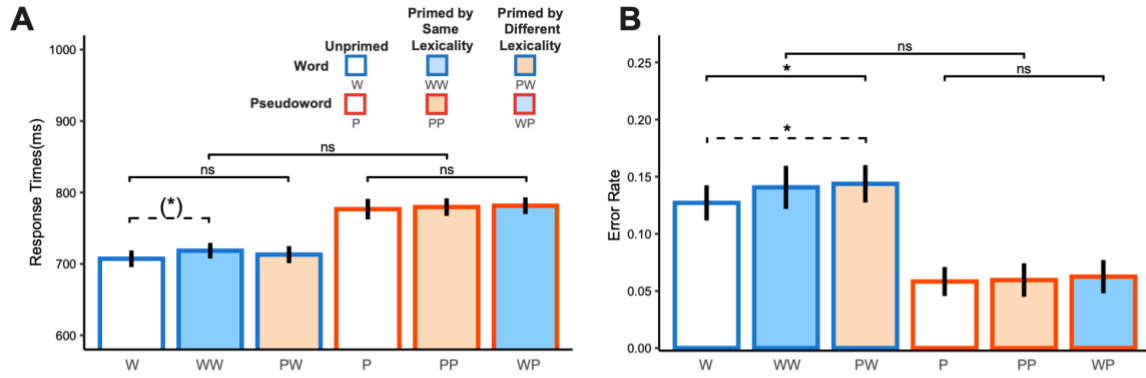 A
Response Times(ms)
1000
900
800
700
600
Unprimed
Primed by
Same
Lexicality
Primed by
Different
Lexicality
Word
W
WW
PW
Pseudoword
P
PP
WP
ns
ns
ns
(*)
W
WW
PW
P
PP
WP
B
Error Rate
0.25
0.20
0.15
0.10
0.05
0.00
ns
*
ns
*
W
WW
PW
P
PP
WP